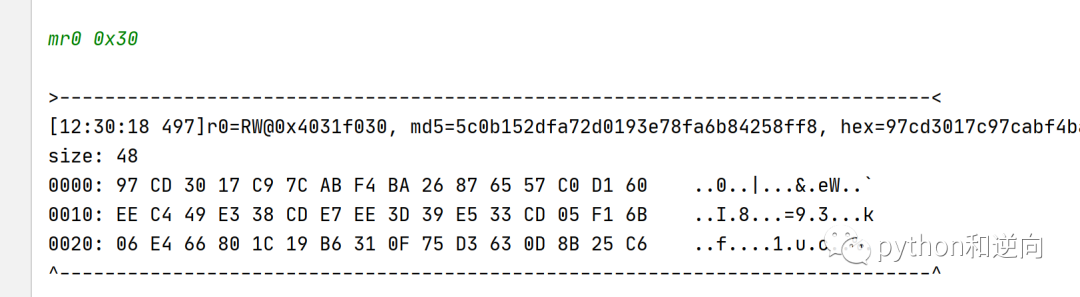 mr0 0x30
>-----------------------------------------------------------------------------<
[12:30:18 497]r0=RW@0x4031f030, md5=5c0b152dfa72d0193e78fa6b84258ff8, hex=97cd3017c97cabf4ba
size: 48
0000: 97 CD 30 17 C9 7C AB F4 BA 26 87 65 57 C0 D1 60    ..0..|...&.eW..`
0010: EE C4 49 E3 38 CD E7 EE 3D 39 E5 33 CD 05 F1 6B    ..I.8...=9.3...k
0020: 06 E4 66 80 1C 19 B6 31 0F 75 D3 63 0D 8B 25 C6    ..f....1.u.
^-----------------------------------------------------------------------------^
python和逆向